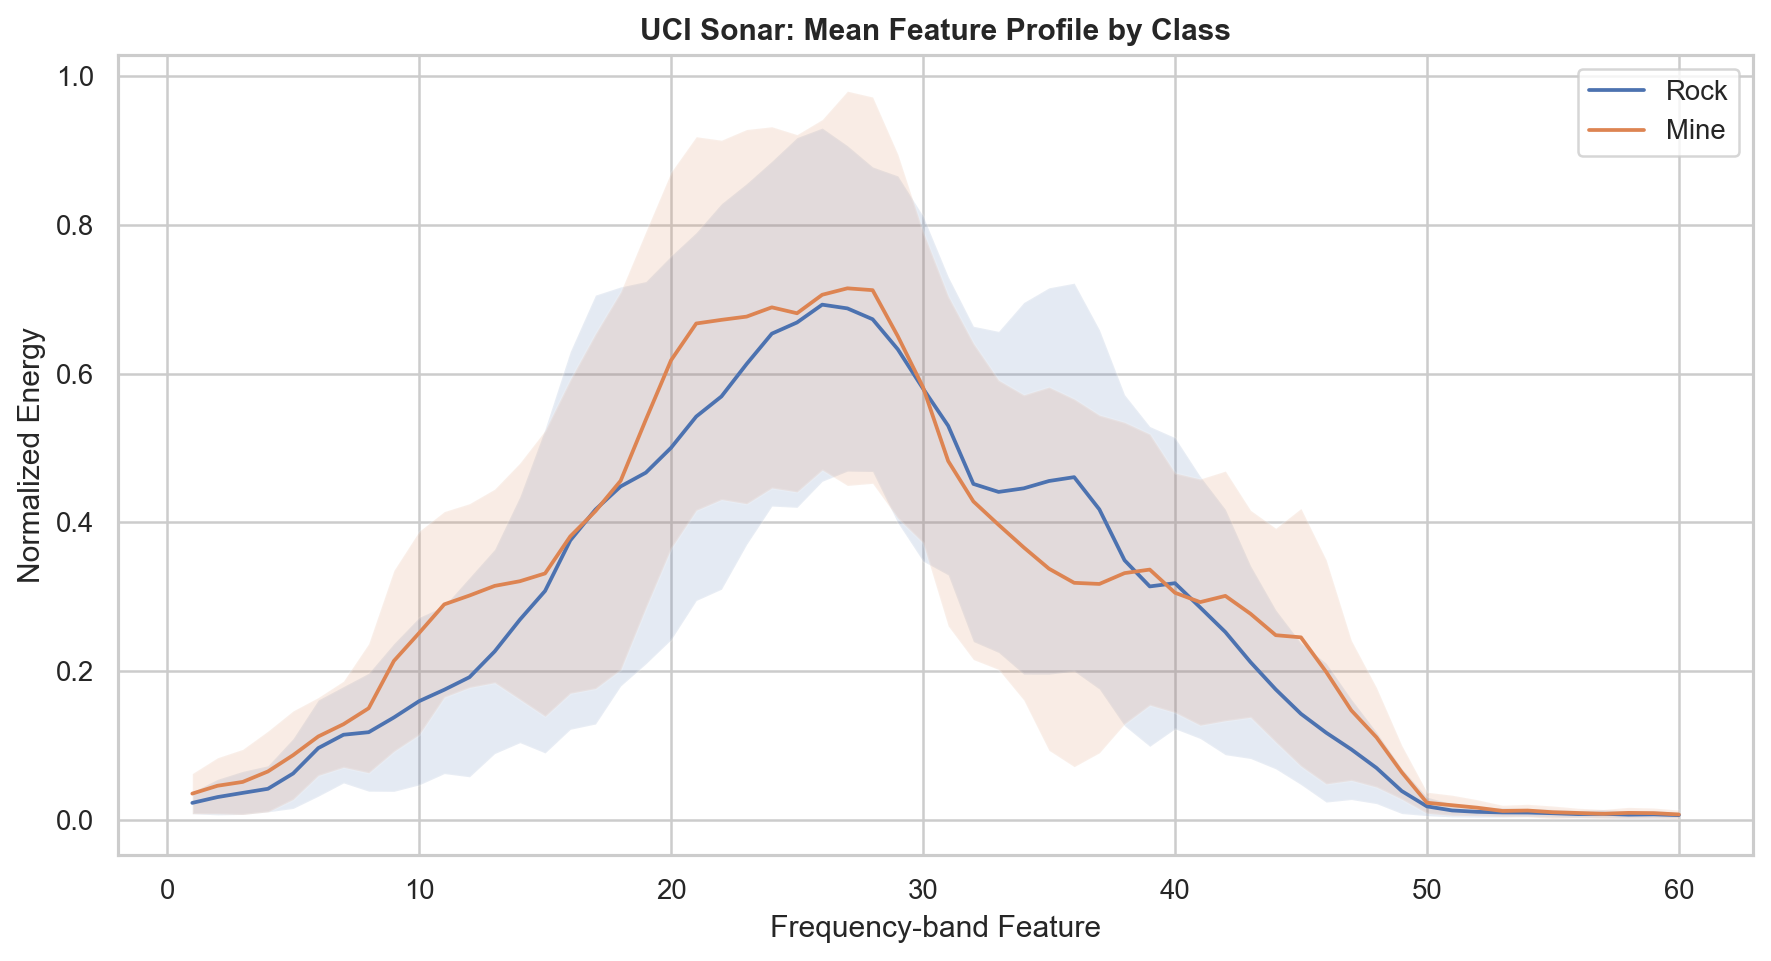 UCI Sonar: Mean Feature Profile by Class
Rock
Mine
Normalized Energy
1.0
0.8
0.6
0.4
0.2
0.0
0 10 20 30 40 50 60
Frequency-band Feature